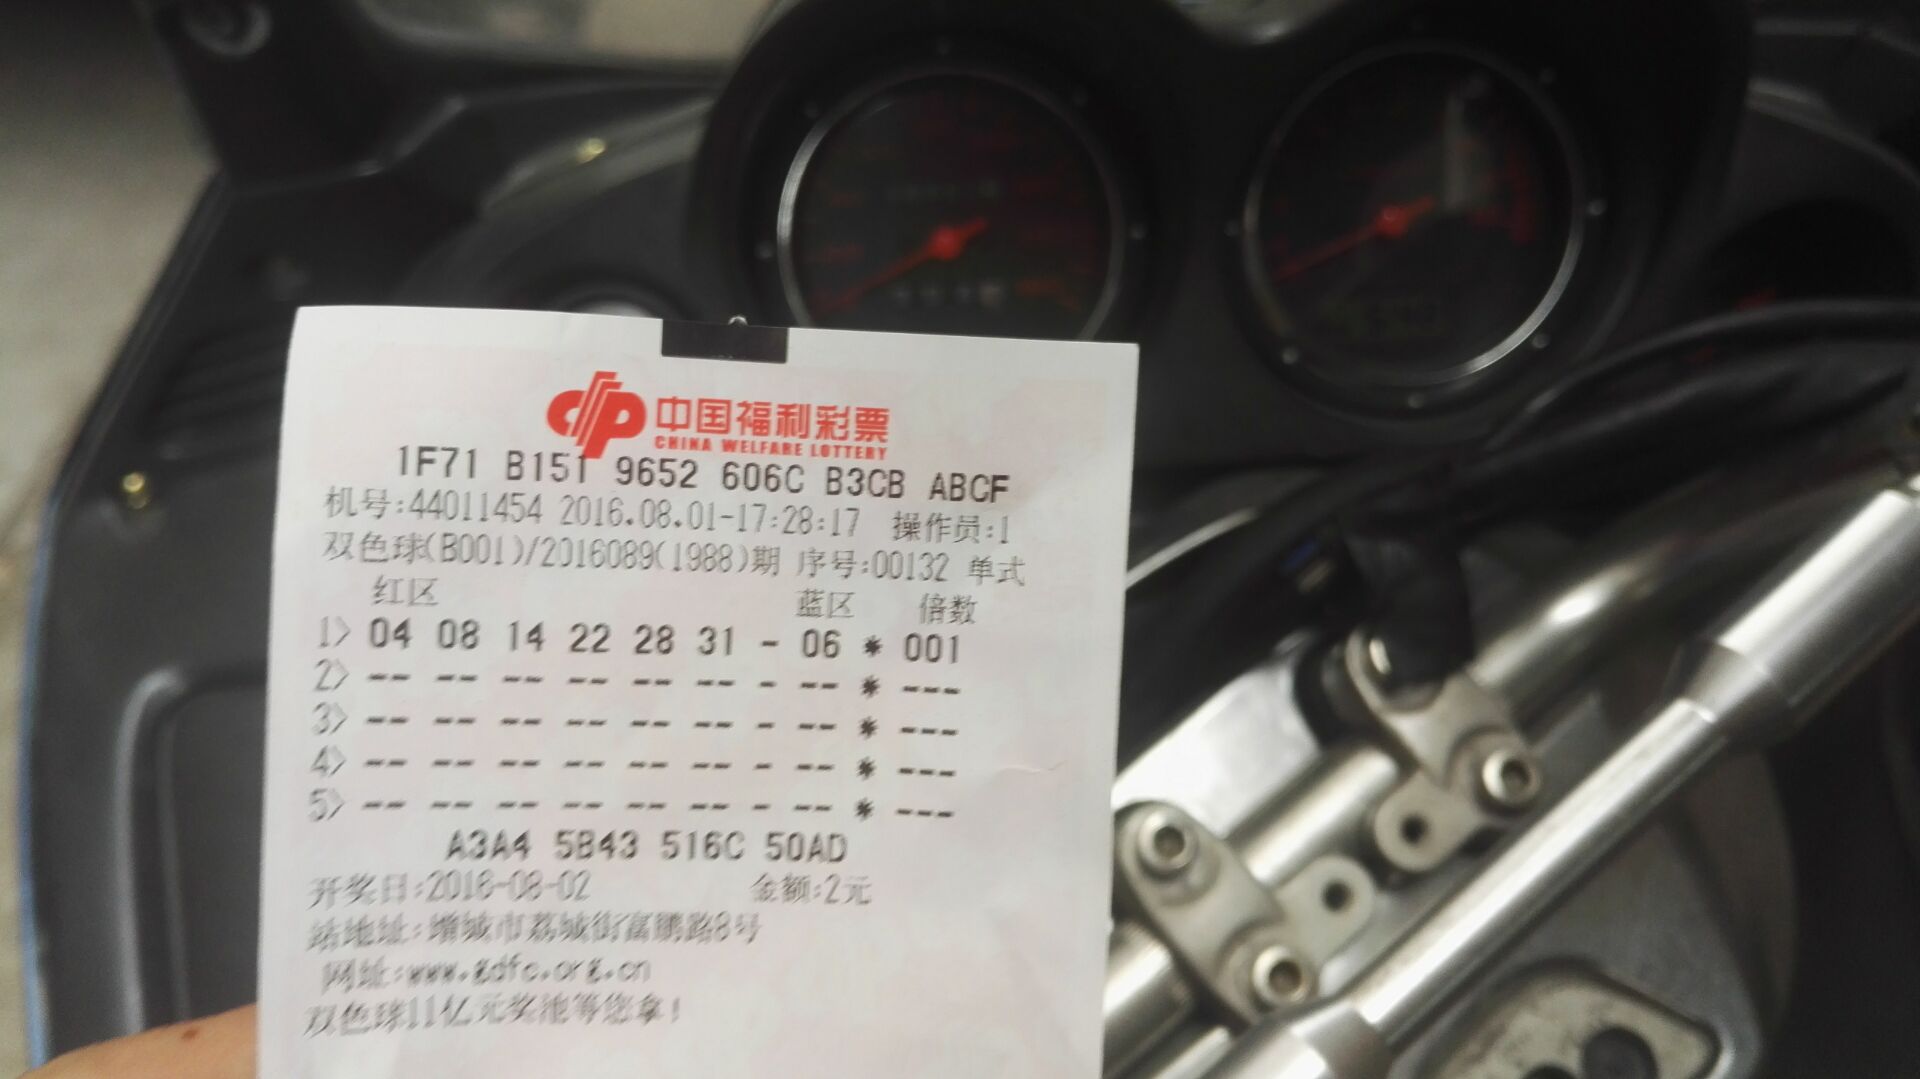 中国福利彩票
CHINA WELFARE LOTTERY
1F71 B151 9652 606C B3CB ABCF
机号:44011454 2016.08.01-17:28:17 操作员:1
双色球(B001)/2016089(1988)期 序号:00132 单式
红区 蓝区 倍数
1> 04 08 14 22 28 31 - 06 * 001
2> -- -- -- -- -- -- - -- * ---
3> -- -- -- -- -- -- - -- * ---
4> -- -- -- -- -- -- - -- * ---
5> -- -- -- -- -- -- - -- * ---
A3A4 5B43 516C 50AD
开奖日:2016-08-02 金额:2元
站地址:增城市荔城街富鹏路8号
网址:www.gdfc.org.cn
双色球11亿元奖池等您拿!